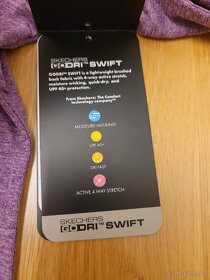 SKECHERS
GODRI™ SWIFT
GODRI™ SWIFT is a lightweight brushed
back fabric with 4-way active stretch,
moisture wicking, quick-dry, and
UPF 40+ protection.
From Skechers: The Comfort
technology company™
MOISTURE-WICKING
UPF 40+
DRI FAST
ACTIVE 4 WAY STRETCH
SKECHERS
GODRI™ SWIFT